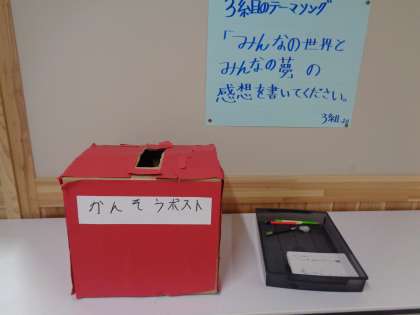 3組目のテーマソング
「みんなの世界と
みんなの夢」の
感想を書いてください。
3組より
かんそうポスト